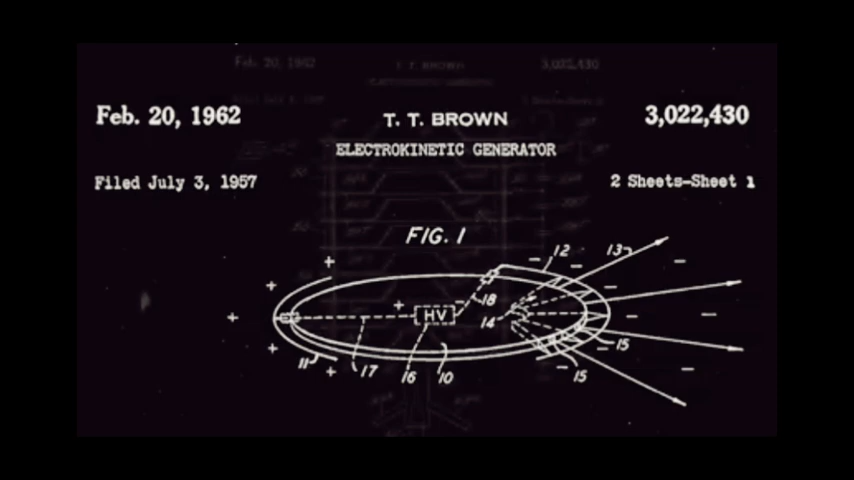 Feb. 20, 1962
T. T. BROWN
3,022,430
ELECTROKINETIC GENERATOR
Filed July 3, 1957
2 Sheets-Sheet 1
FIG. 1
+ - 12 - 13 -
+ -
+ + HV - 18 - -
14
+ - 15
11 + 17 16 10 - 15 -